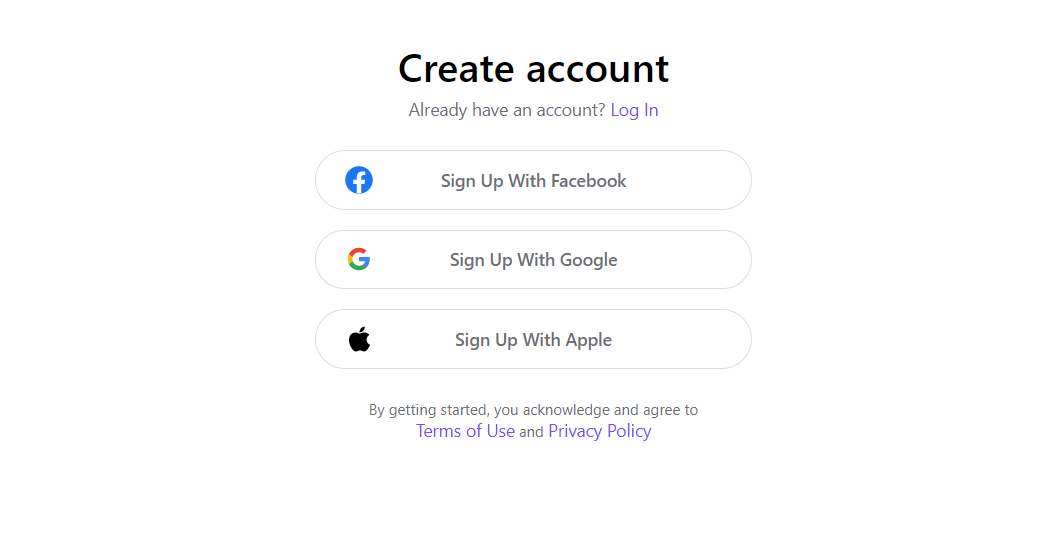 Create account
Already have an account? Log In
Sign Up With Facebook
Sign Up With Google
Sign Up With Apple
By getting started, you acknowledge and agree to
Terms of Use and Privacy Policy